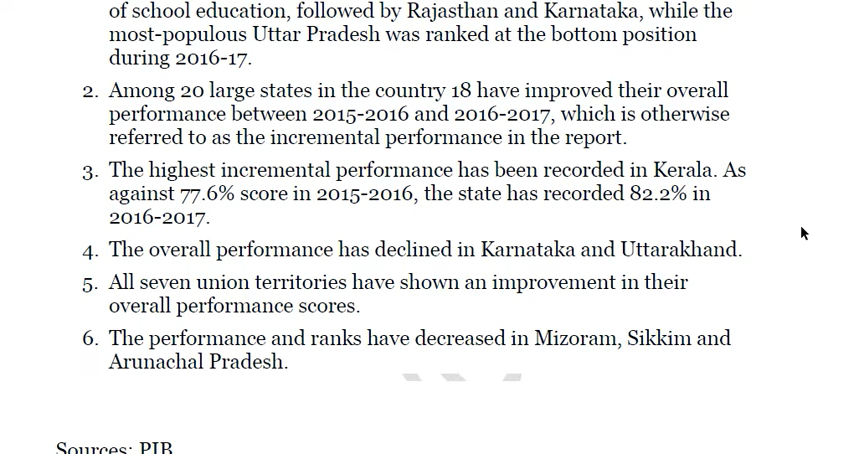 of school education, followed by Rajasthan and Karnataka, while the
most-populous Uttar Pradesh was ranked at the bottom position
during 2016-17.
2. Among 20 large states in the country 18 have improved their overall
performance between 2015-2016 and 2016-2017, which is otherwise
referred to as the incremental performance in the report.
3. The highest incremental performance has been recorded in Kerala. As
against 77.6% score in 2015-2016, the state has recorded 82.2% in
2016-2017.
4. The overall performance has declined in Karnataka and Uttarakhand.
5. All seven union territories have shown an improvement in their
overall performance scores.
6. The performance and ranks have decreased in Mizoram, Sikkim and
Arunachal Pradesh.
Sources: PIB